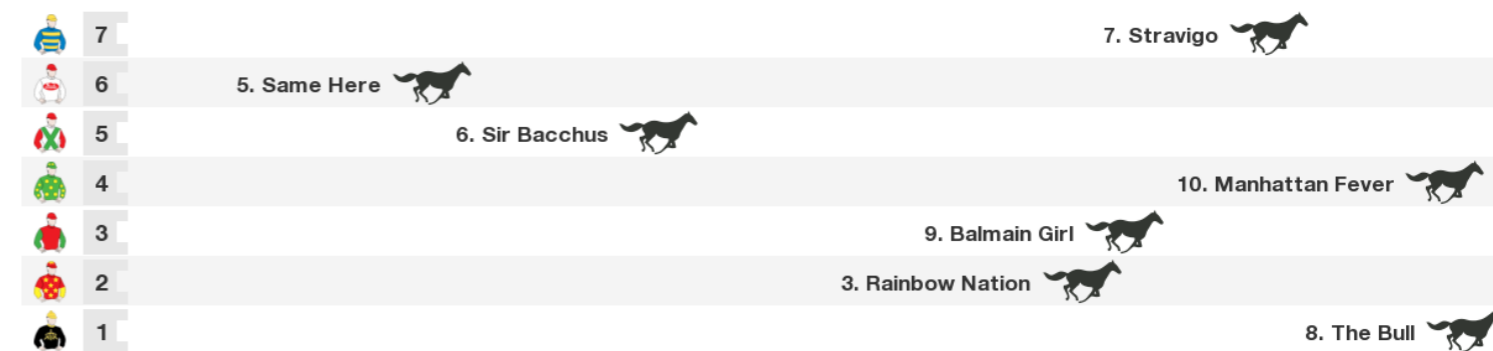 7 7. Stravigo
6 5. Same Here
5 6. Sir Bacchus
4 10. Manhattan Fever
3 9. Balmain Girl
2 3. Rainbow Nation
1 8. The Bull